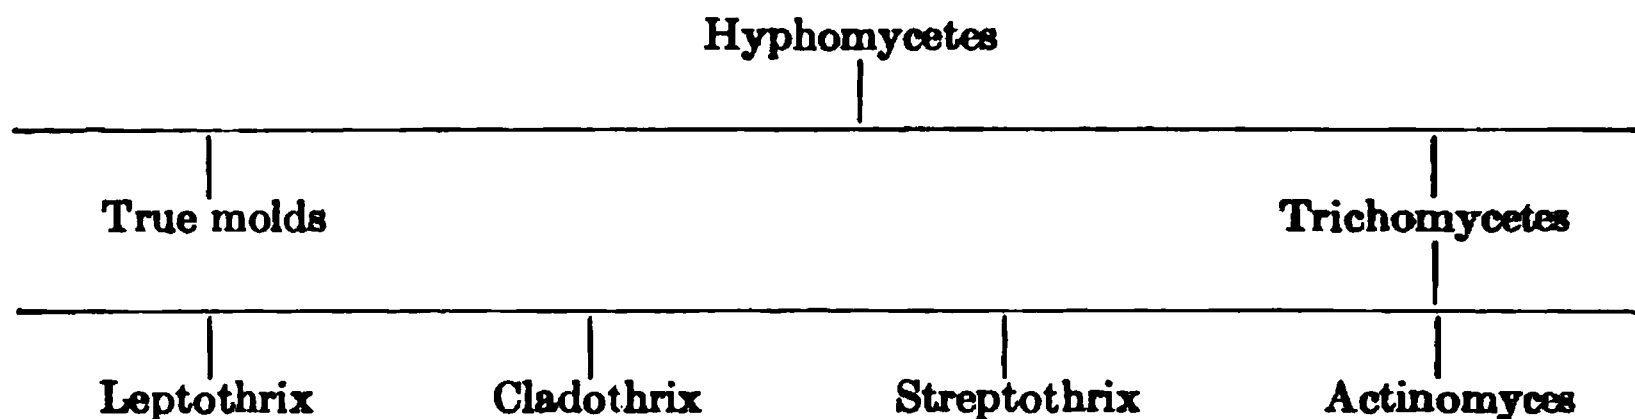 Hyphomycetes
True molds Trichomycetes
Leptothrix Cladothrix Streptothrix Actinomyces